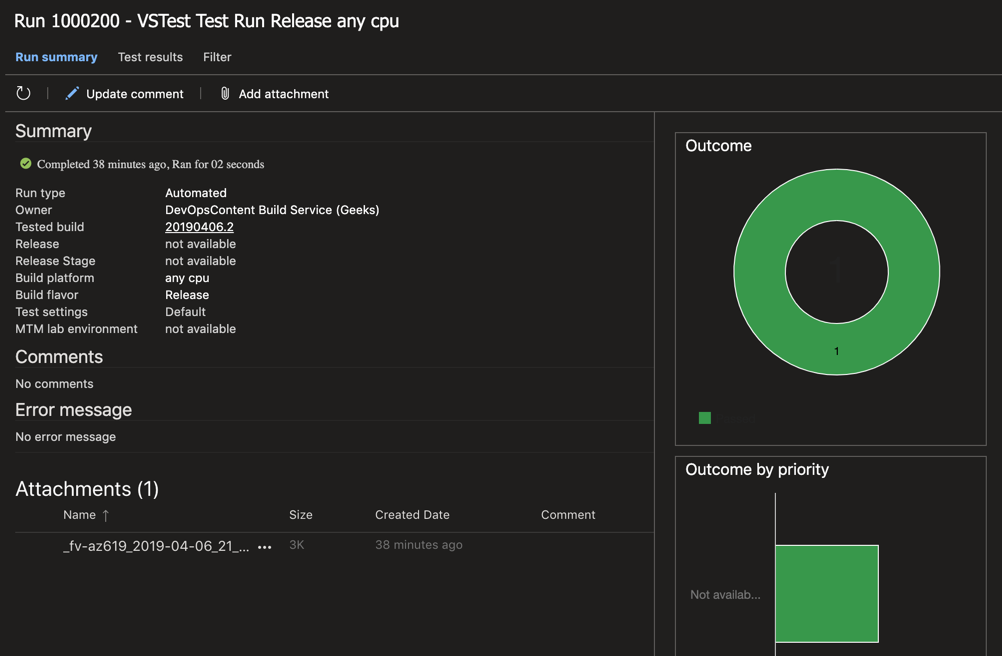 Run 1000200 - VSTest Test Run Release any cpu
Run summary Test results Filter
Update comment Add attachment
Summary
Completed 38 minutes ago, Ran for 02 seconds
Run type Automated
Owner DevOpsContent Build Service (Geeks)
Tested build 20190406.2
Release not available
Release Stage not available
Build platform any cpu
Build flavor Release
Test settings Default
MTM lab environment not available
Comments
No comments
Error message
No error message
Attachments (1)
Name ↑ Size Created Date Comment
_fv-az619_2019-04-06_21_... ... 3K 38 minutes ago
Outcome
1
1
Outcome by priority
Not availab...